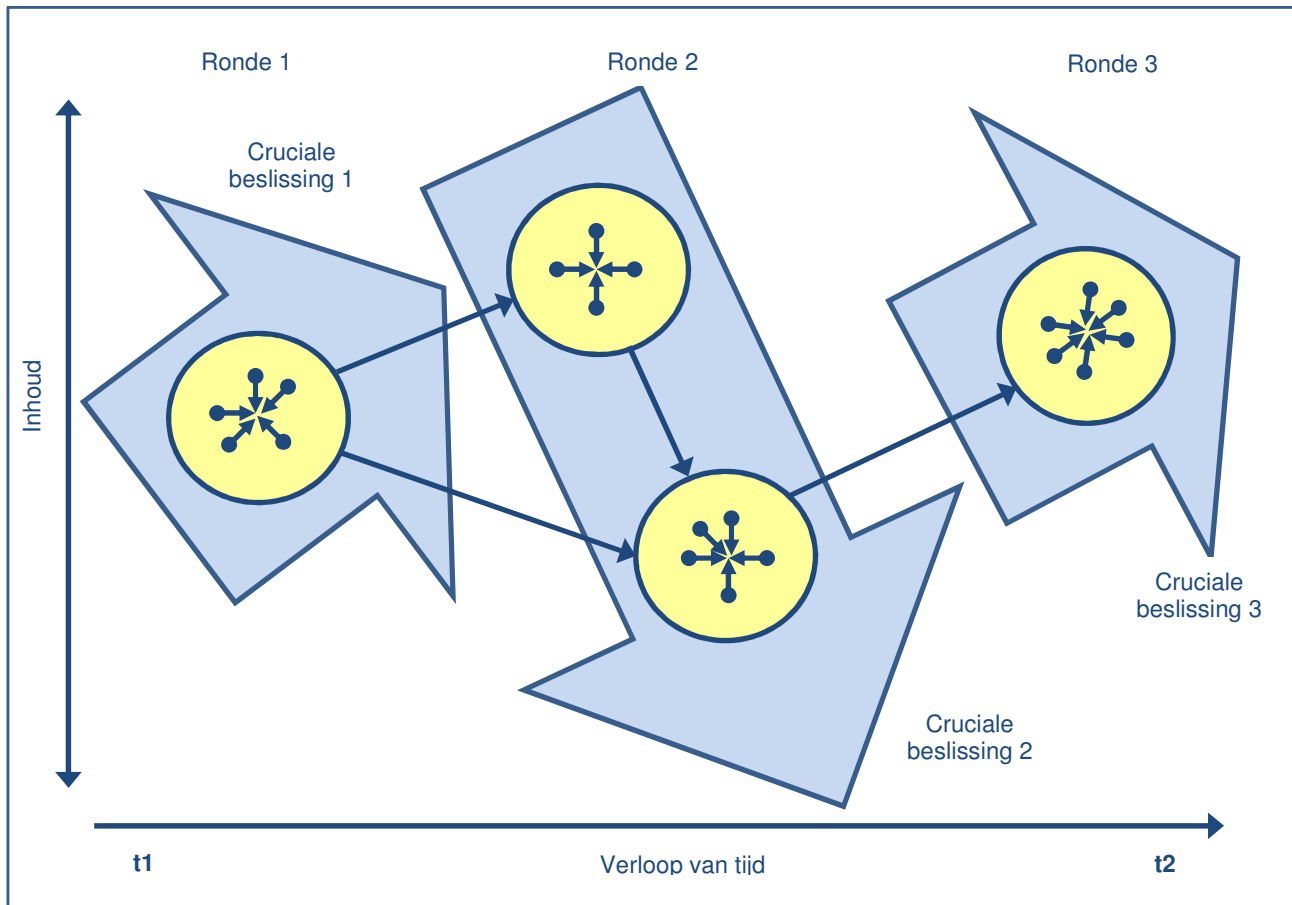 Ronde 1
Ronde 2
Ronde 3
Cruciale
beslissing 1
Inhoud
Cruciale
beslissing 3
Cruciale
beslissing 2
t1
Verloop van tijd
t2